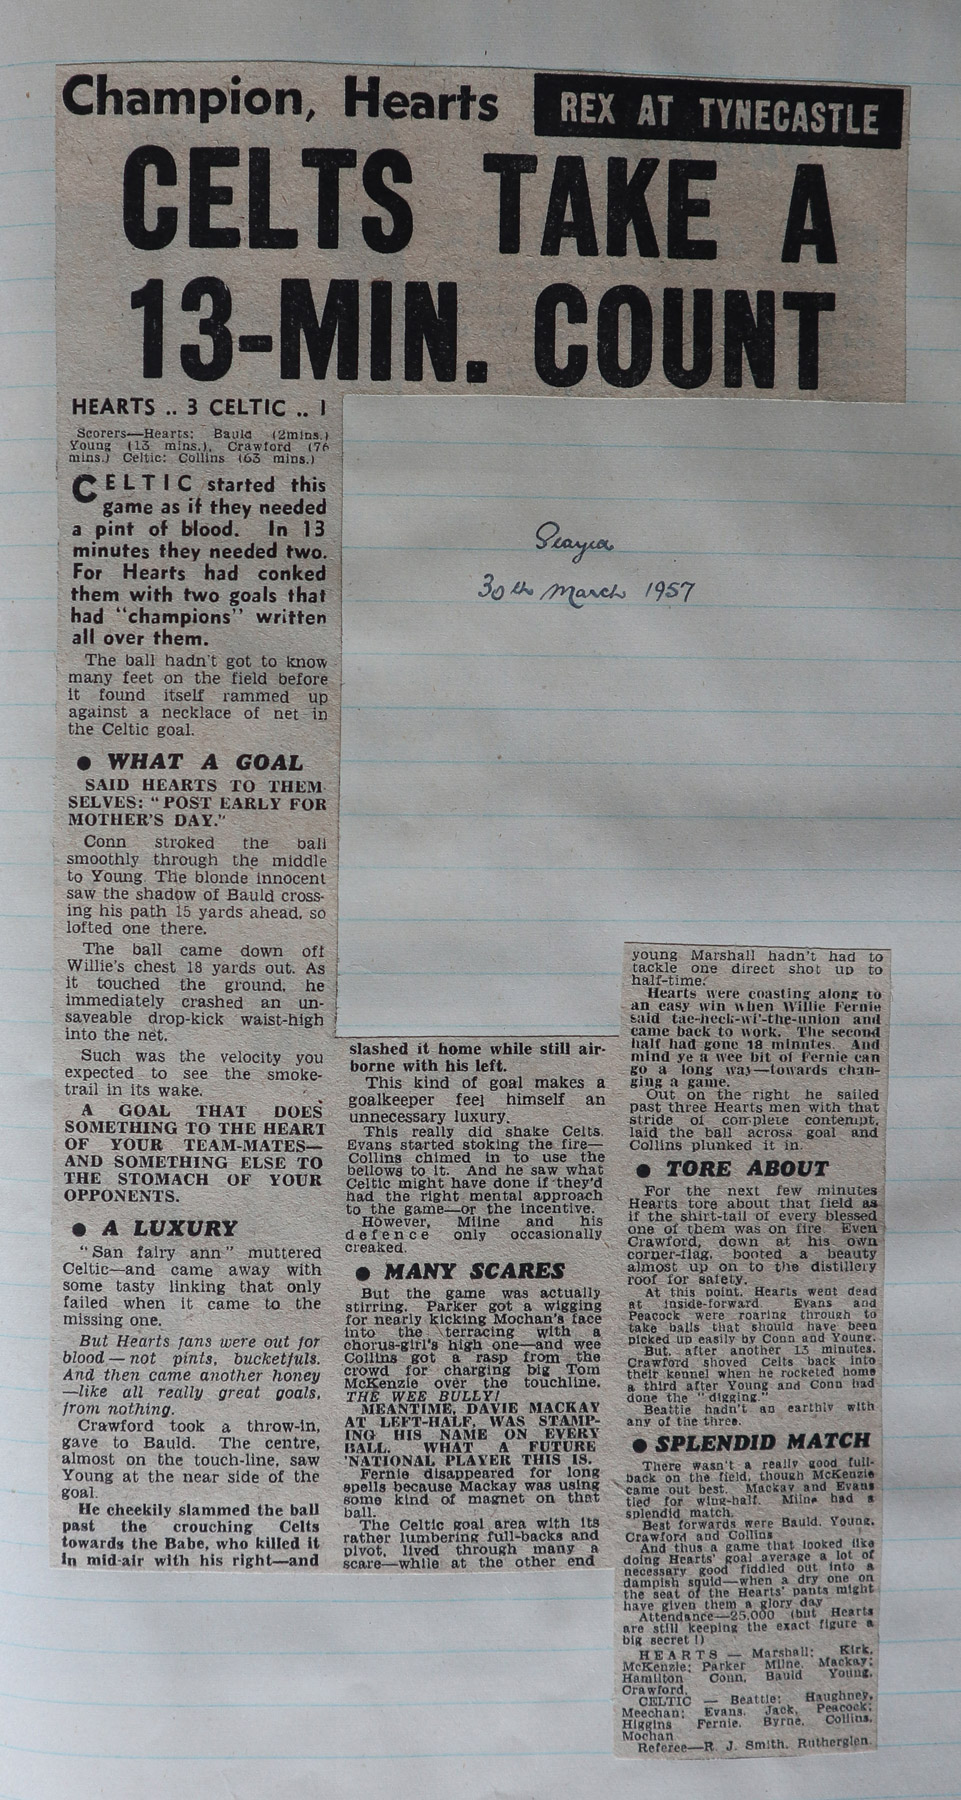 Champion, Hearts
REX AT TYNECASTLE
CELTS TAKE A
13-MIN. COUNT
HEARTS .. 3 CELTIC .. 1
Scorers—Hearts: Bauld (2mins.)
Young (13 mins.), Crawford (76
mins.) Celtic: Collins (63 mins.)
CELTIC started this
game as if they needed
a pint of blood. In 13
minutes they needed two.
For Hearts had conked
them with two goals that
had "champions" written
all over them.
The ball hadn't got to know
many feet on the field before
it found itself rammed up
against a necklace of net in
the Celtic goal.
● WHAT A GOAL
SAID HEARTS TO THEM
SELVES: "POST EARLY FOR
MOTHER'S DAY."
Conn stroked the ball
smoothly through the middle
to Young. The blonde innocent
saw the shadow of Bauld cross-
ing his path 15 yards ahead, so
lofted one there.
The ball came down off
Willie's chest 18 yards out. As
it touched the ground, he
immediately crashed an un-
saveable drop-kick waist-high
into the net.
Such was the velocity you
expected to see the smoke-
trail in its wake.
A GOAL THAT DOES
SOMETHING TO THE HEART
OF YOUR TEAM-MATES—
AND SOMETHING ELSE TO
THE STOMACH OF YOUR
OPPONENTS.
● A LUXURY
"San fairy ann" muttered
Celtic—and came away with
some tasty linking that only
failed when it came to the
missing one.
But Hearts fans were out for
blood—not pints, bucketfuls.
And then came another honey
—like all really great goals,
from nothing.
Crawford took a throw-in,
gave to Bauld. The centre,
almost on the touch-line, saw
Young at the near side of the
goal.
He cheekily slammed the ball
past the crouching Celts
towards the Babe, who killed it
in mid-air with his right—and
slashed it home while still air-
borne with his left.
This kind of goal makes a
goalkeeper feel himself an
unnecessary luxury.
This really did shake Celts.
Evans started stoking the fire—
Collins chimed in to use the
bellows to it. And he saw what
Celtic might have done if they'd
had the right mental approach
to the game—or the incentive.
However, Milne and his
defence only occasionally
creaked.
● MANY SCARES
But the game was actually
stirring. Parker got a wigging
for nearly kicking Mochan's face
into the terracing with a
chorus-girl's high one—and wee
Collins got a rasp from the
crowd for charging big Tom
McKenzie over the touchline.
THE WEE BULLY!
MEANTIME, DAVIE MACKAY
AT LEFT-HALF, WAS STAMP-
ING HIS NAME ON EVERY
BALL. WHAT A FUTURE
'NATIONAL PLAYER THIS IS.
Fernie disappeared for long
spells because Mackay was using
some kind of magnet on that
ball.
The Celtic goal area with its
rather lumbering full-backs and
pivot, lived through many a
scare—while at the other end
young Marshall hadn't had to
tackle one direct shot up to
half-time.
Hearts were coasting along to
an easy win when Willie Fernie
said tae-heck-wi'-the-union and
came back to work. The second
half had gone 18 minutes. And
mind ye a wee bit of Fernie can
go a long way—towards chan-
ging a game.
Out on the right he sailed
past three Hearts men with that
stride of complete contempt,
laid the ball across goal and
Collins plunked it in.
● TORE ABOUT
For the next few minutes
Hearts tore about that field as
if the shirt-tail of every blessed
one of them was on fire. Even
Crawford, down at his own
corner-flag, booted a beauty
almost up on to the distillery
roof for safety.
At this point, Hearts went dead
at inside-forward. Evans and
Peacock were roaring through to
take balls that should have been
picked up easily by Conn and Young.
But, after another 13 minutes.
Crawford shoved Celts back into
their kennel when he rocketed home
a third after Young and Conn had
done the "digging."
Beattie hadn't an earthly with
any of the three.
● SPLENDID MATCH
There wasn't a really good full-
back on the field, though McKenzie
came out best. Mackay and Evans
tied for wing-half. Milne had a
splendid match.
Best forwards were Bauld, Young,
Crawford and Collins
And thus a game that looked like
doing Hearts' goal average a lot of
necessary good fiddled out into a
dampish squid—when a dry one on
the seat of the Hearts' pants might
have given them a glory day
Attendance—25,000 (but Hearts
are still keeping the exact figure a
big secret !)
HEARTS — Marshall; Kirk,
McKenzie; Parker Milne, Mackay;
Hamilton Conn, Bauld Young,
Crawford.
CELTIC — Beattie; Haughney,
Meechan; Evans, Jack, Peacock;
Higgins Fernie, Byrne, Collins,
Mochan
Referee—R. J. Smith, Rutherglen
30th March 1957